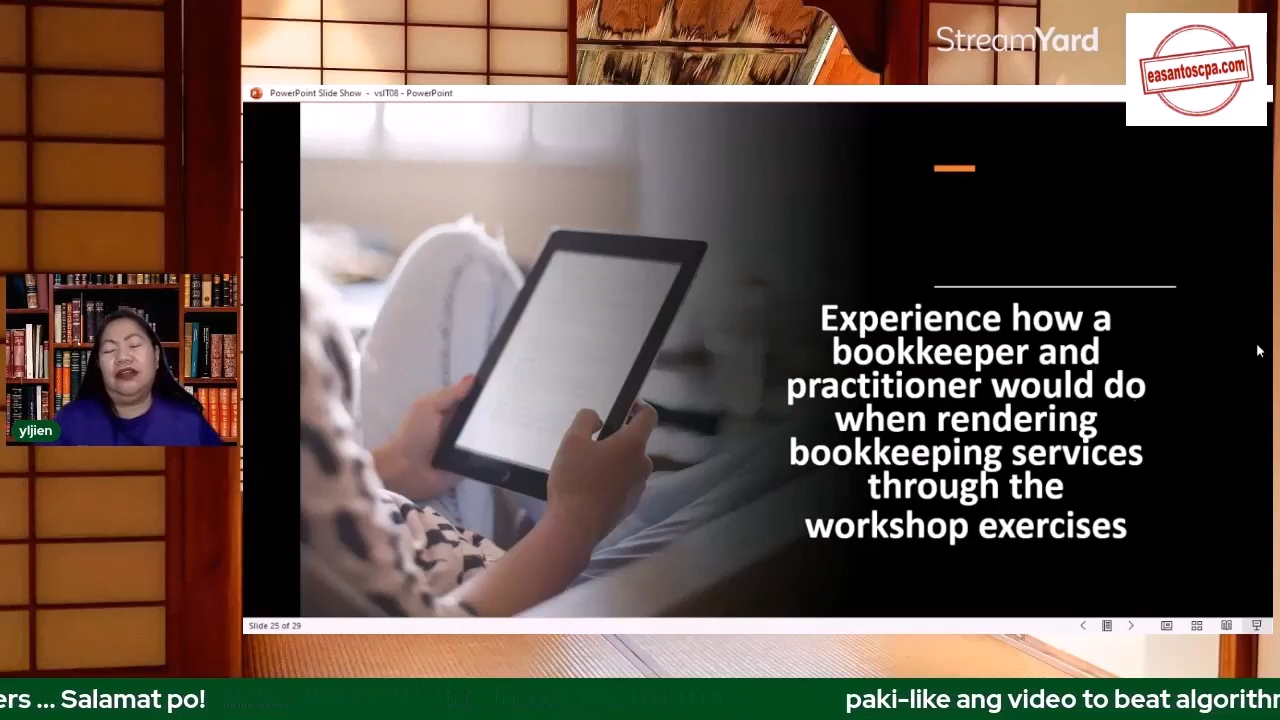 StreamYard
easantoscpa.com
PowerPoint Slide Show - vsIT08 - PowerPoint
Experience how a
bookkeeper and
practitioner would do
when rendering
bookkeeping services
through the
workshop exercises
yljien
Slide 25 of 29
ers ... Salamat po!
paki-like ang video to beat algorithm